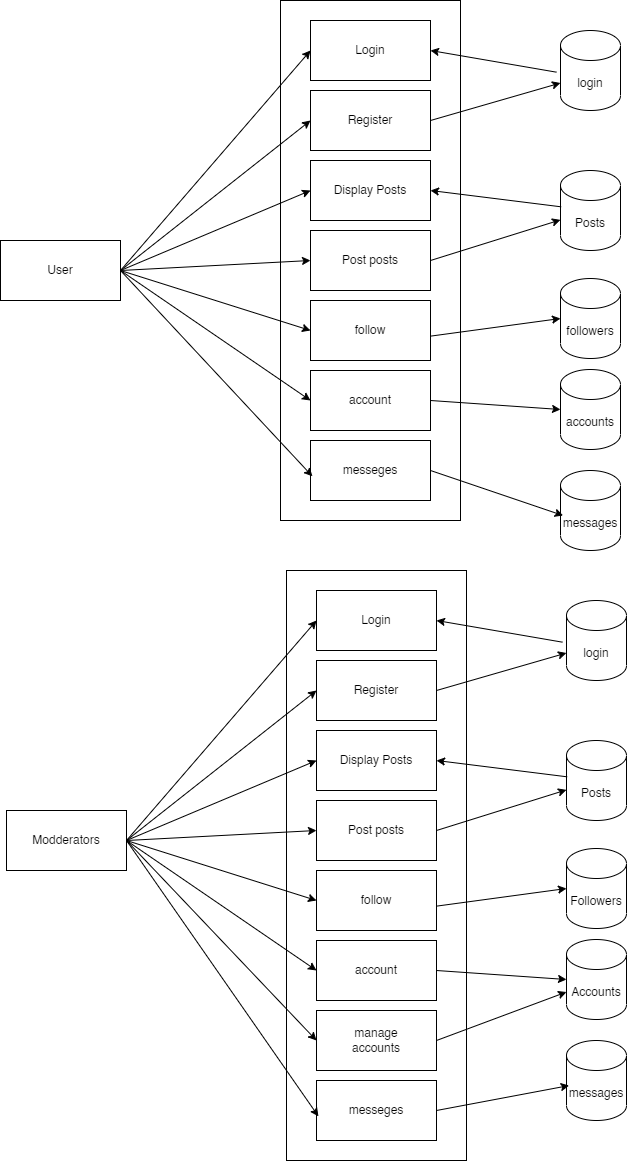 Login
login
Register
Display Posts
Posts
Post posts
User
follow
followers
account
accounts
messeges
messages
Login
login
Register
Display Posts
Posts
Post posts
Modderators
follow
Followers
account
Accounts
manage
accounts
messeges
messages